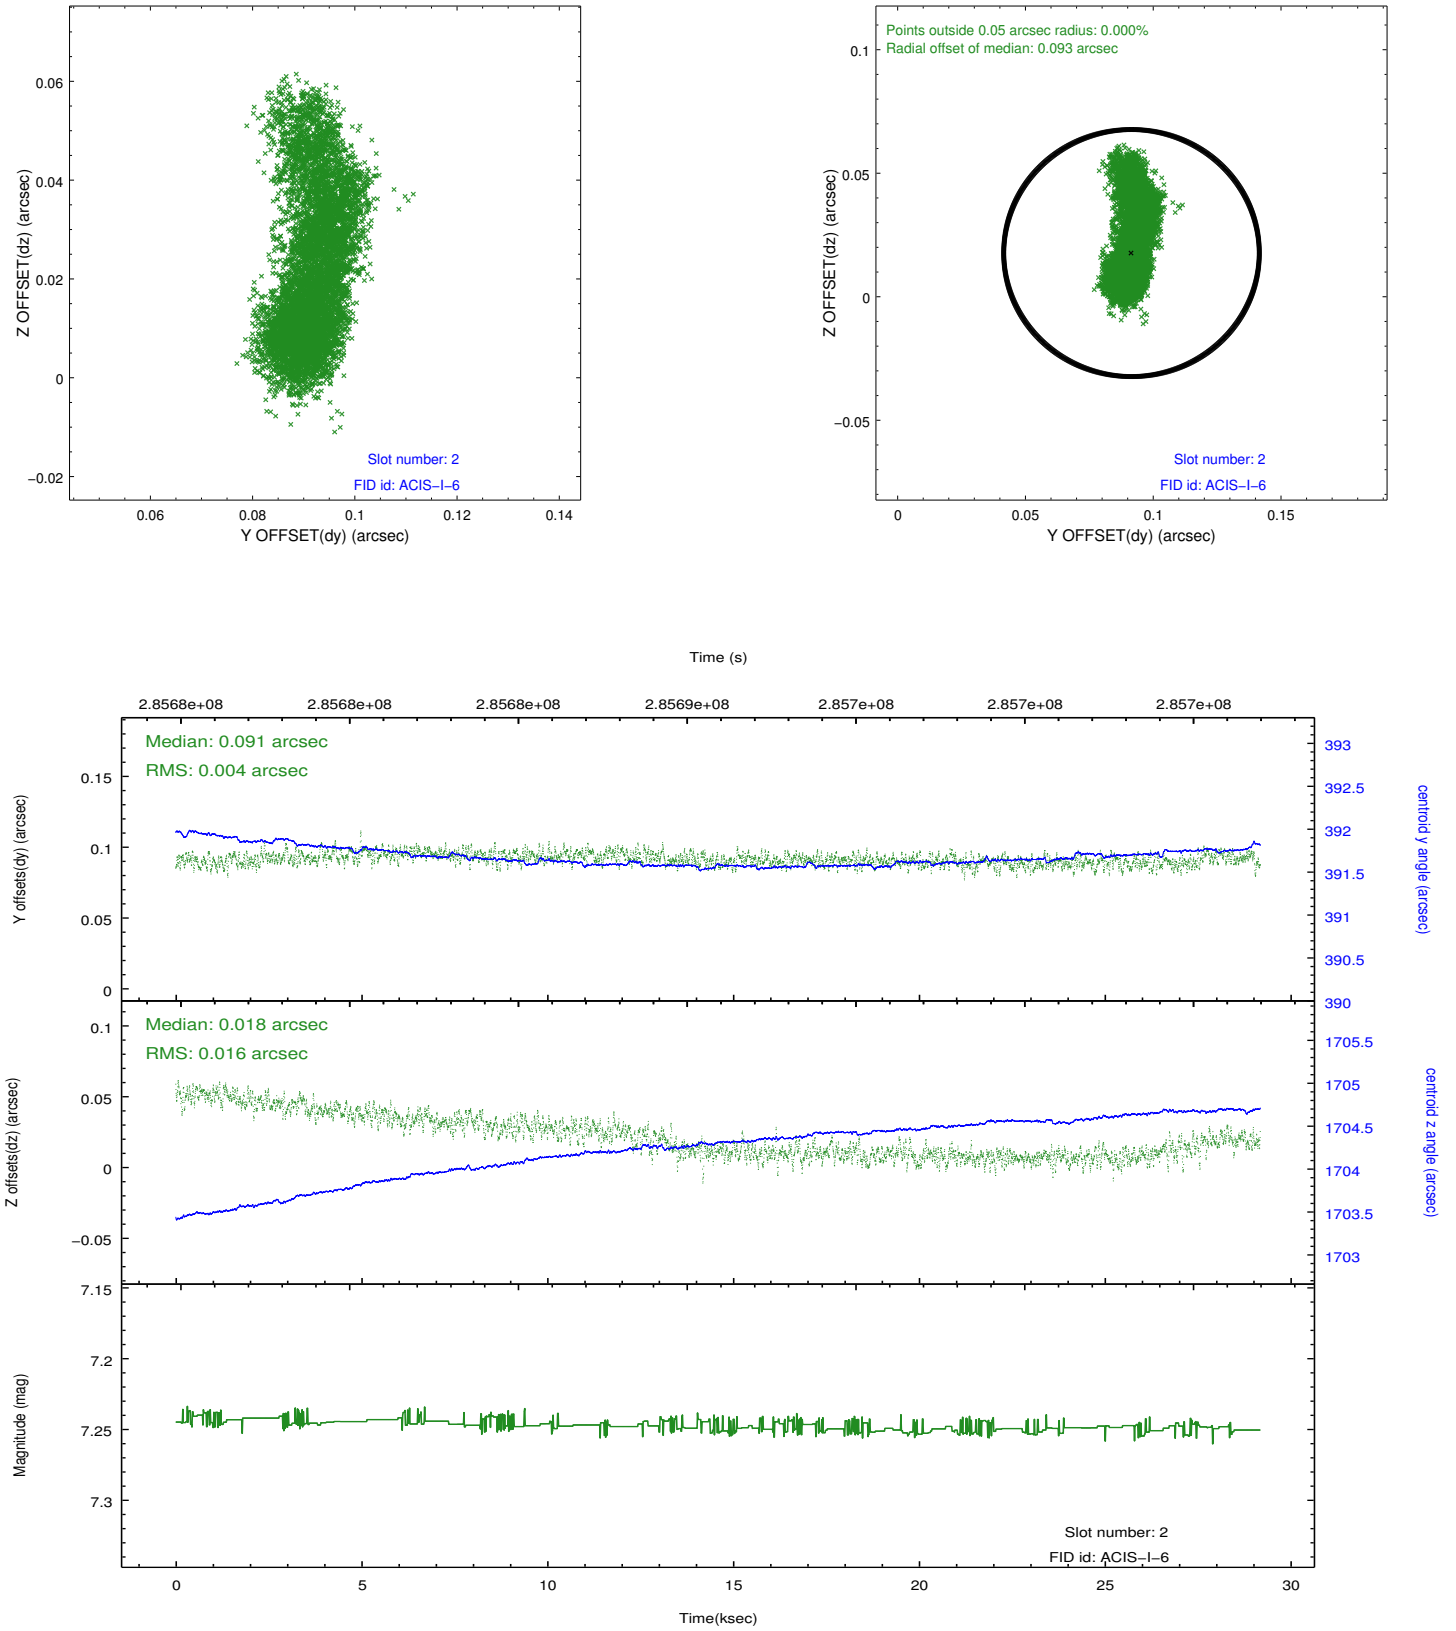 0.06
0.04
0.02
0
−0.02
Z OFFSET(dz) (arcsec)
Slot number: 2
FID id: ACIS−I−6
0.06 0.08 0.1 0.12 0.14
Y OFFSET(dy) (arcsec)
Points outside 0.05 arcsec radius: 0.000%
Radial offset of median: 0.093 arcsec
0.1
0.05
0
−0.05
Z OFFSET(dz) (arcsec)
Slot number: 2
FID id: ACIS−I−6
0 0.05 0.1 0.15
Y OFFSET(dy) (arcsec)
Time (s)
2.8568e+08 2.8568e+08 2.8568e+08 2.8569e+08 2.857e+08 2.857e+08 2.857e+08
Median: 0.091 arcsec
RMS: 0.004 arcsec
0.15
0.1
0.05
0
Y offsets(dy) (arcsec)
393
392.5
392
391.5
391
390.5
390
centroid y angle (arcsec)
Median: 0.018 arcsec
RMS: 0.016 arcsec
0.1
0.05
0
−0.05
Z offsets(dz) (arcsec)
1705.5
1705
1704.5
1704
1703.5
1703
centroid z angle (arcsec)
7.15
7.2
7.25
7.3
Magnitude (mag)
Slot number: 2
FID id: ACIS−I−6
0 5 10 15 20 25 30
Time(ksec)